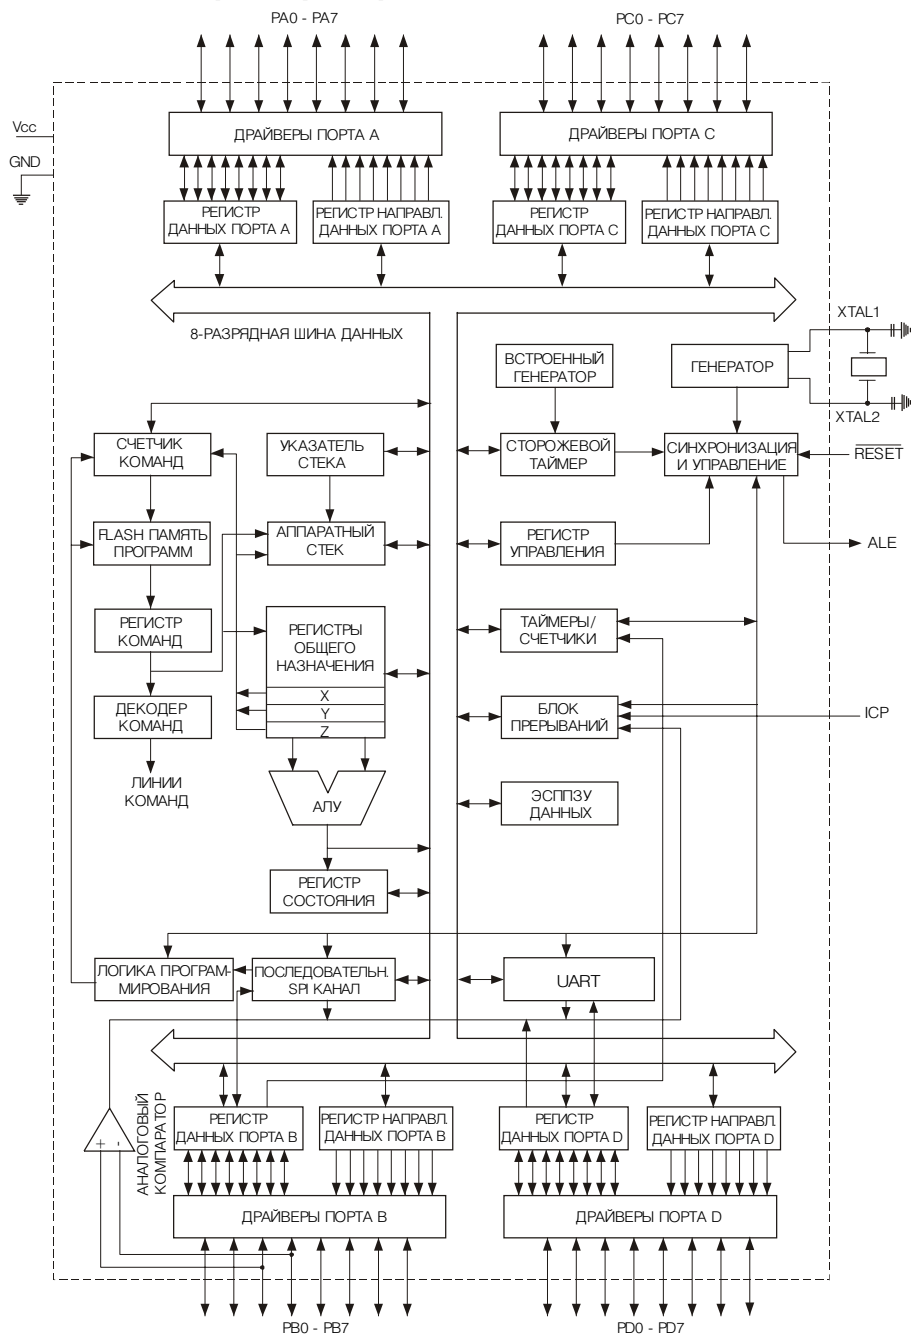 PA0 - PA7
PC0 - PC7
Vcc
GND
ДРАЙВЕРЫ ПОРТА A
ДРАЙВЕРЫ ПОРТА C
РЕГИСТР
ДАННЫХ ПОРТА A
РЕГИСТР НАПРАВЛ.
ДАННЫХ ПОРТА A
РЕГИСТР
ДАННЫХ ПОРТА C
РЕГИСТР НАПРАВЛ.
ДАННЫХ ПОРТА C
8-РАЗРЯДНАЯ ШИНА ДАННЫХ
XTAL1
ВСТРОЕННЫЙ
ГЕНЕРАТОР
ГЕНЕРАТОР
XTAL2
СЧЕТЧИК
КОМАНД
УКАЗАТЕЛЬ
СТЕКА
СТОРОЖЕВОЙ
ТАЙМЕР
СИНХРОНИЗАЦИЯ
И УПРАВЛЕНИЕ
RESET
FLASH ПАМЯТЬ
ПРОГРАММ
АППАРАТНЫЙ
СТЕК
РЕГИСТР
УПРАВЛЕНИЯ
ALE
РЕГИСТР
КОМАНД
РЕГИСТРЫ
ОБЩЕГО
НАЗНАЧЕНИЯ
X
Y
Z
ТАЙМЕРЫ/
СЧЕТЧИКИ
ДЕКОДЕР
КОМАНД
БЛОК
ПРЕРЫВАНИЙ
ICP
ЛИНИИ
КОМАНД
АЛУ
ЭСППЗУ
ДАННЫХ
РЕГИСТР
СОСТОЯНИЯ
ЛОГИКА ПРОГРАМ-
МИРОВАНИЯ
ПОСЛЕДОВАТЕЛЬН.
SPI КАНАЛ
UART
АНАЛОГОВЫЙ
КОМПАРАТОР
+ -
РЕГИСТР
ДАННЫХ ПОРТА B
РЕГИСТР НАПРАВЛ.
ДАННЫХ ПОРТА B
РЕГИСТР
ДАННЫХ ПОРТА D
РЕГИСТР НАПРАВЛ.
ДАННЫХ ПОРТА D
ДРАЙВЕРЫ ПОРТА B
ДРАЙВЕРЫ ПОРТА D
PB0 - PB7
PD0 - PD7